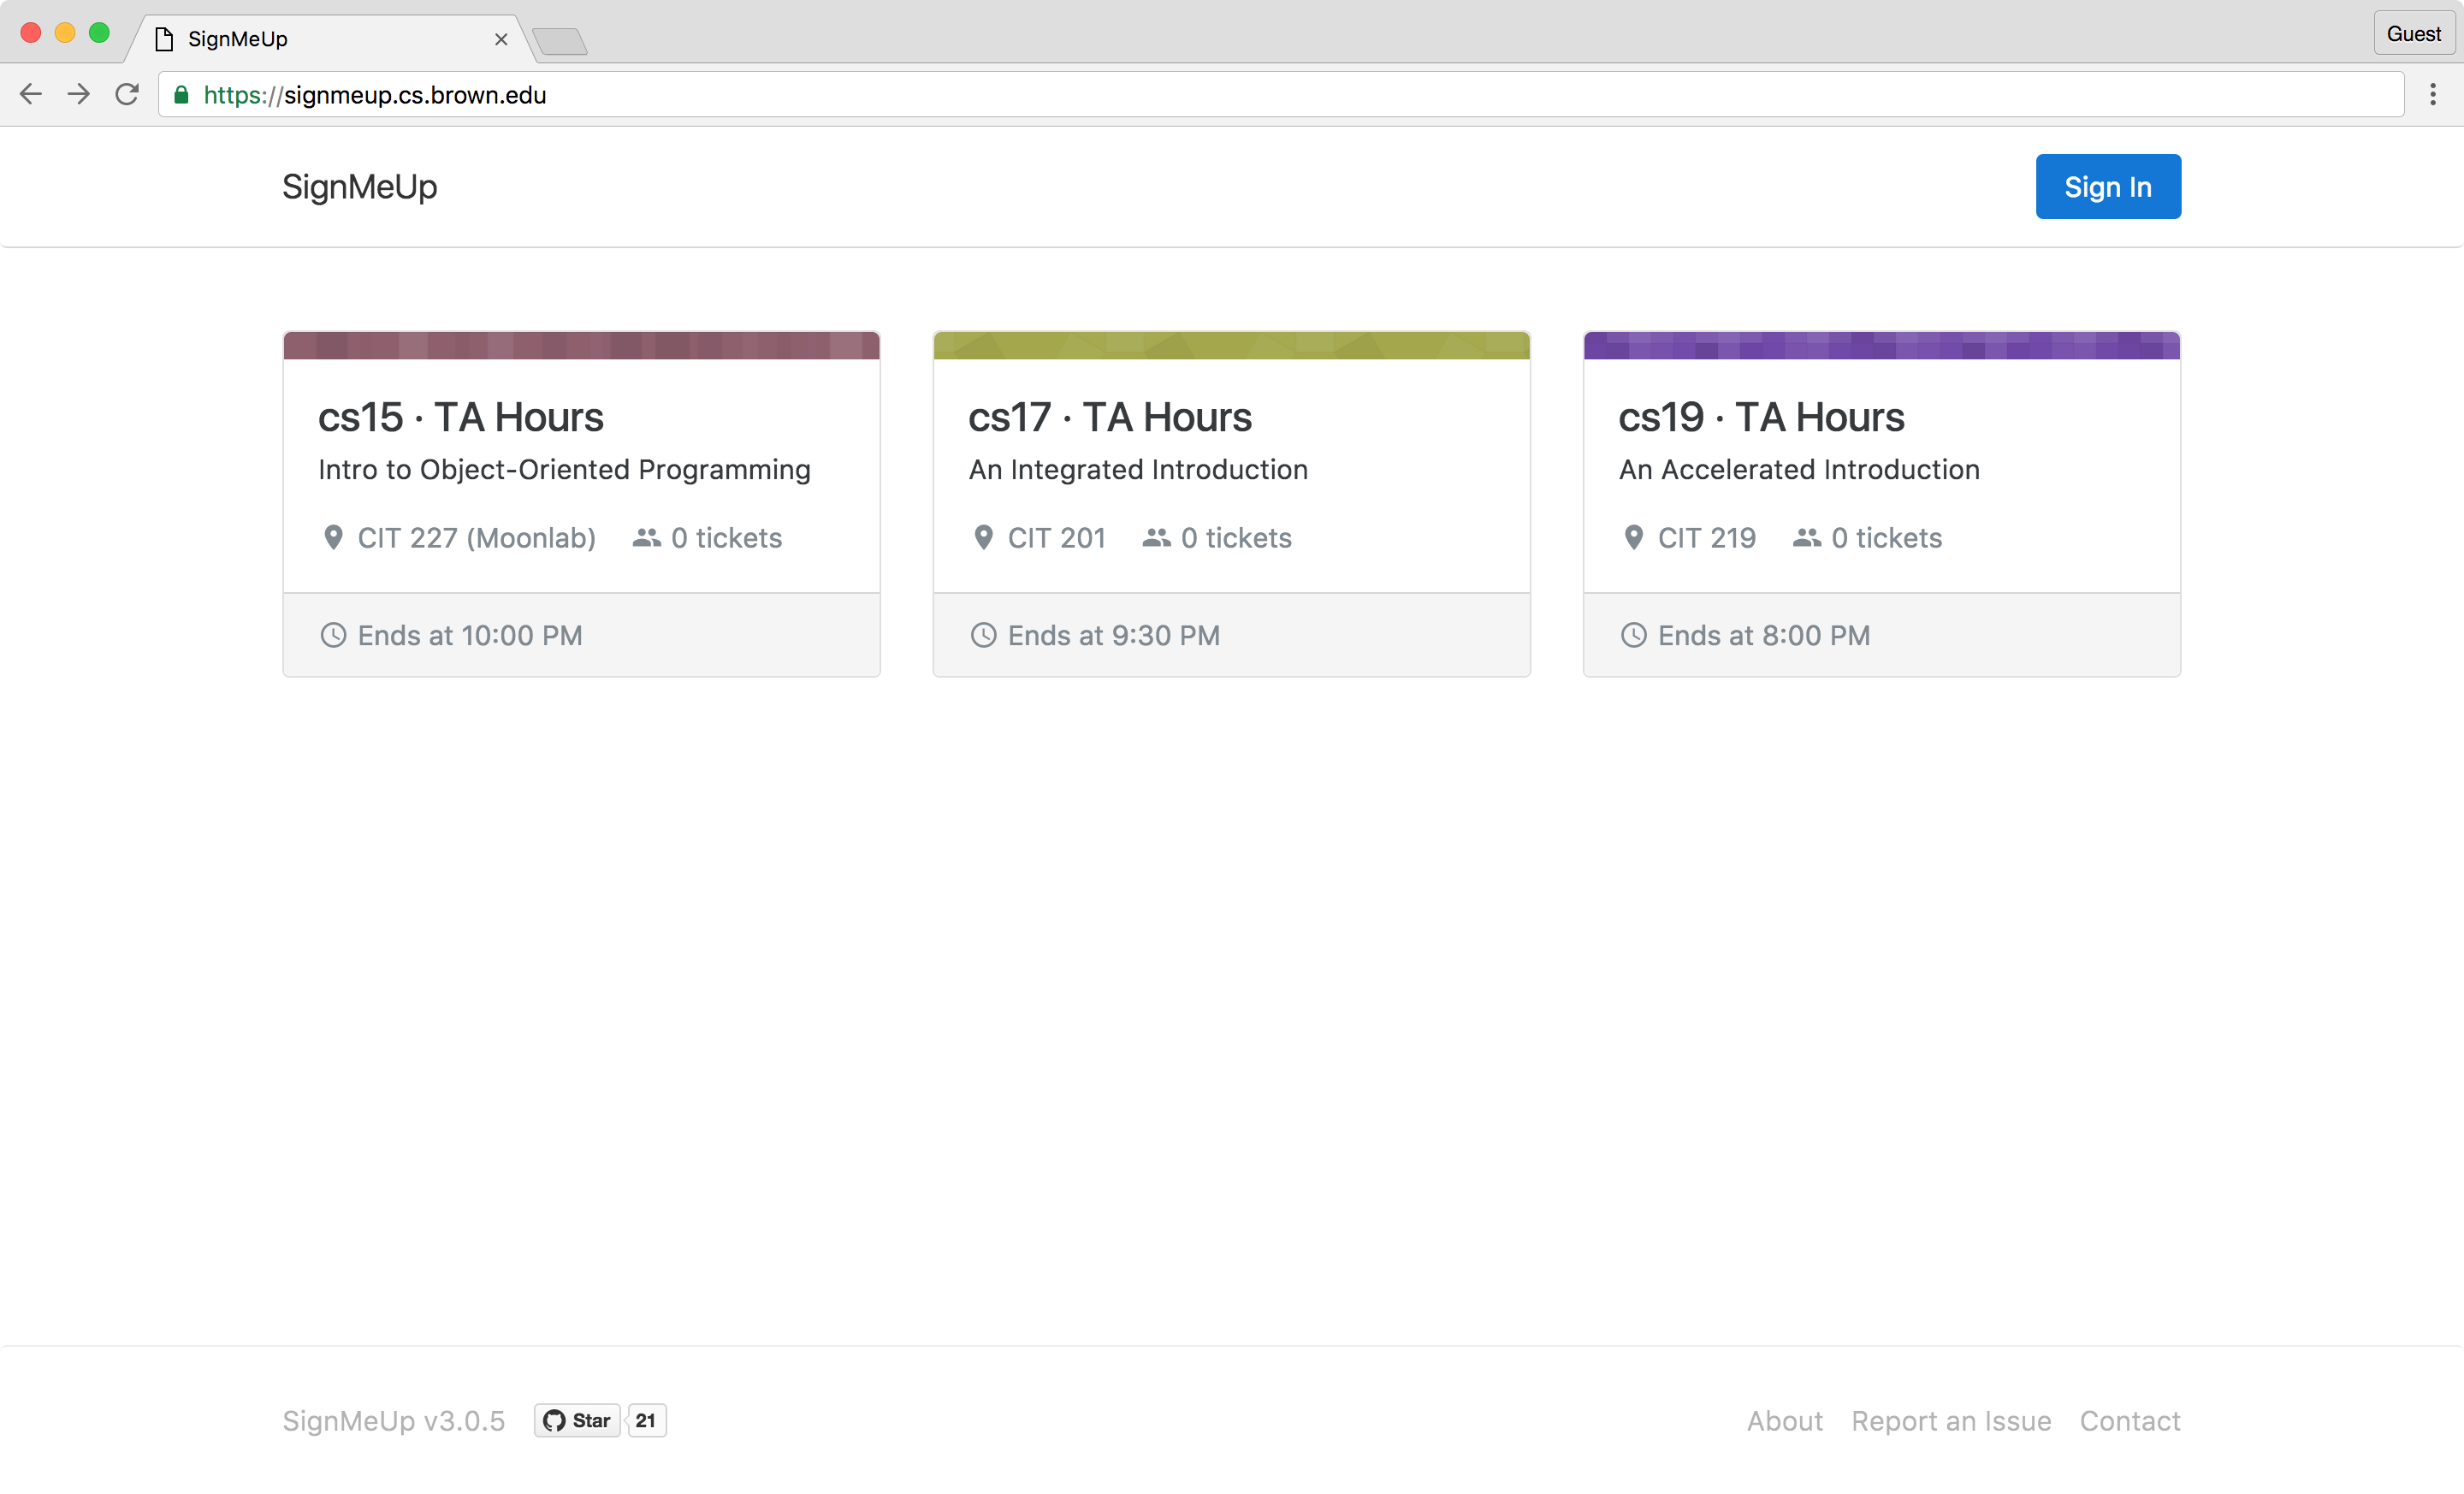 SignMeUp
Guest
https://signmeup.cs.brown.edu
SignMeUp
Sign In
cs15 · TA Hours
Intro to Object-Oriented Programming
CIT 227 (Moonlab) 0 tickets
Ends at 10:00 PM
cs17 · TA Hours
An Integrated Introduction
CIT 201 0 tickets
Ends at 9:30 PM
cs19 · TA Hours
An Accelerated Introduction
CIT 219 0 tickets
Ends at 8:00 PM
SignMeUp v3.0.5 Star 21
About Report an Issue Contact